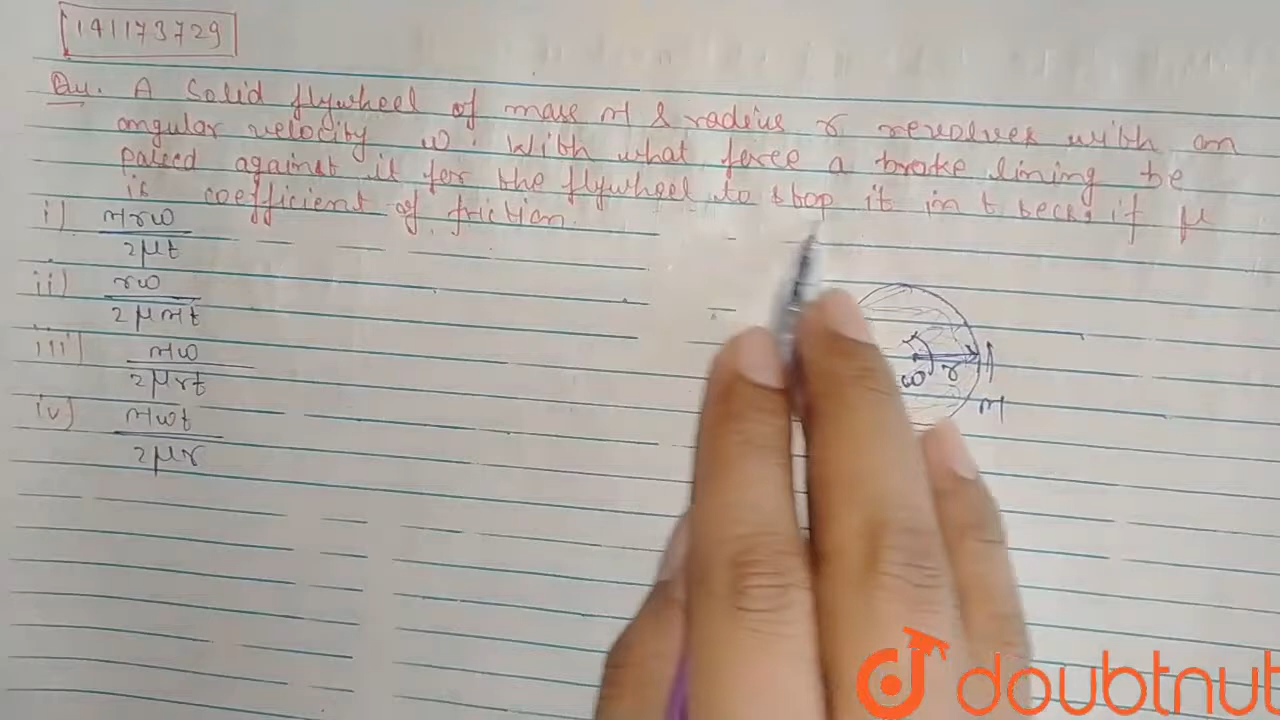 141173729
Qu. A Solid flywheel of mass M & radius r revolves with an
angular velocity ω. With what force a brake lining be
paled against it for the flywheel to stop it in t secs, if μ
is coefficient of friction.
i) Mrω
2μt
ii) rω
2μMt
iii) Mω
2μrt
iv) Mωt
2μr
ω r
M
doubtnut